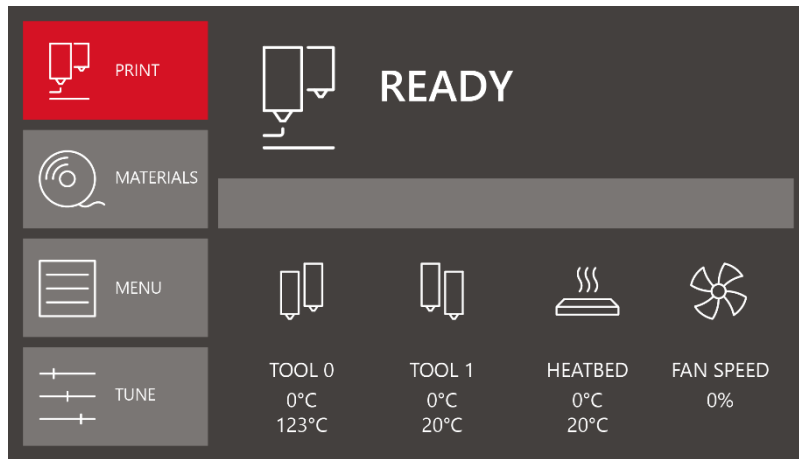 PRINT
MATERIALS
MENU
TUNE
READY
TOOL 0
0°C
123°C
TOOL 1
0°C
20°C
HEATBED
0°C
20°C
FAN SPEED
0%